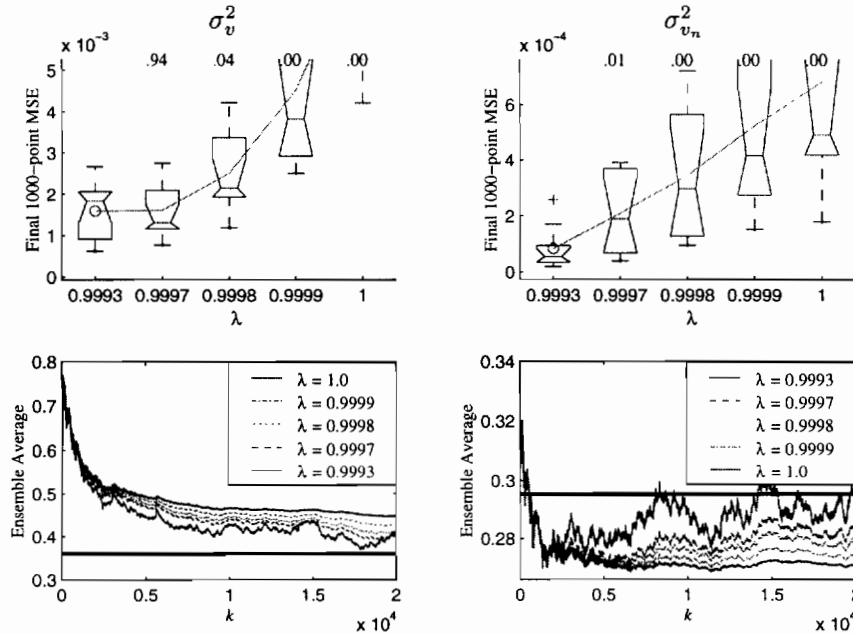 σ_v^2
× 10^−3
.94 .04 .00 .00
5
4
3
2
1
0
Final 1000−point MSE
0.9993 0.9997 0.9998 0.9999 1
λ
σ_{v_n}^2
× 10^−4
.01 .00 .00 .00
6
4
2
0
Final 1000−point MSE
0.9993 0.9997 0.9998 0.9999 1
λ
0.8
0.7
0.6
0.5
0.4
0.3
Ensemble Average
λ = 1.0
λ = 0.9999
λ = 0.9998
λ = 0.9997
λ = 0.9993
0 0.5 1 1.5 2
k
× 10^4
0.34
0.32
0.3
0.28
Ensemble Average
λ = 0.9993
λ = 0.9997
λ = 0.9998
λ = 0.9999
λ = 1.0
0 0.5 1 1.5 2
k
× 10^4